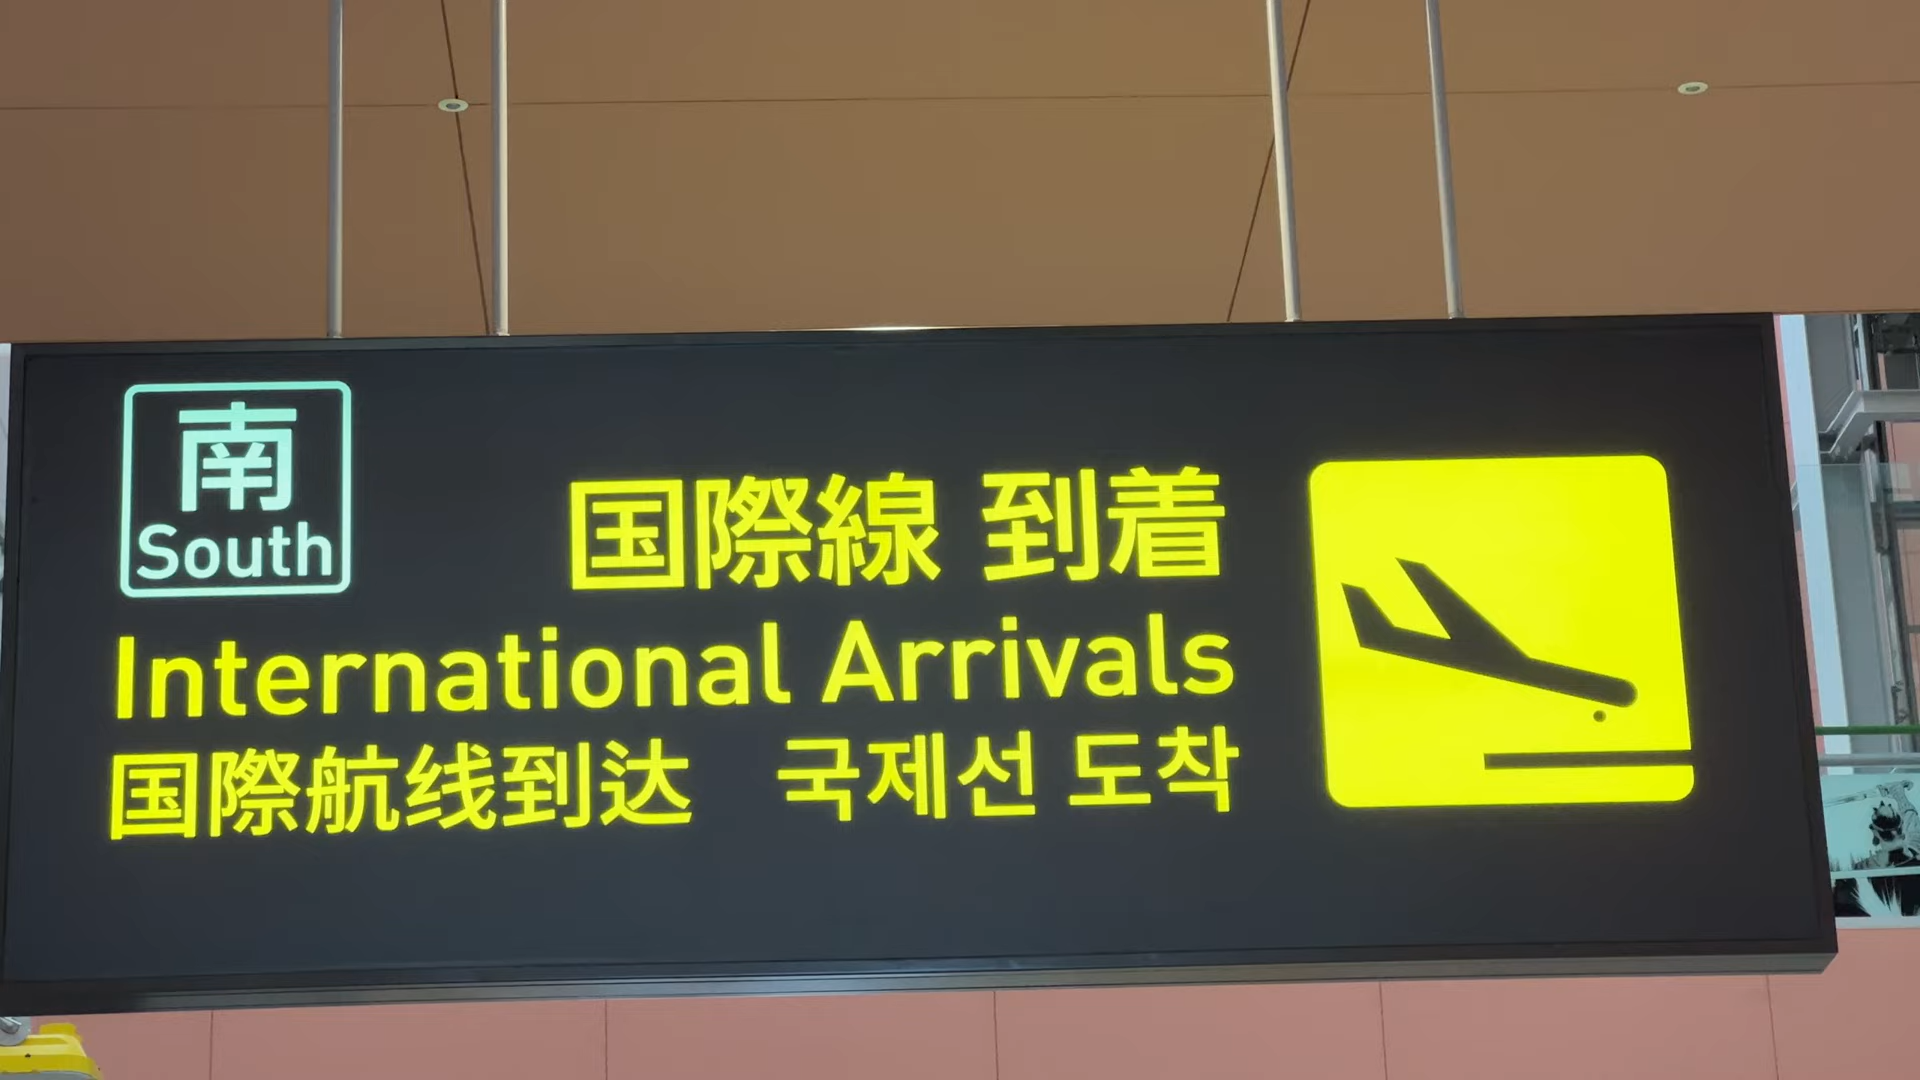 南
South
国際線 到着
International Arrivals
国際航线到达 국제선 도착